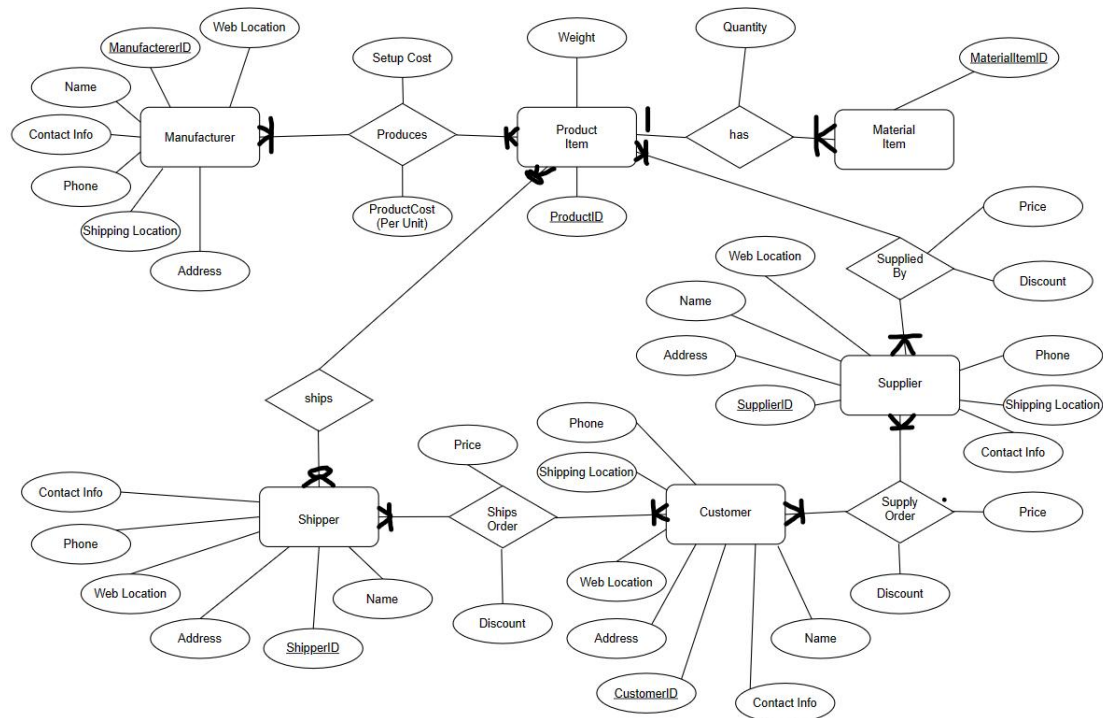 Web Location
Quantity
ManufactererID
Weight
Setup Cost
MaterialItemID
Name
Contact Info
Manufacturer
Produces
Product
Item
has
Material
Item
Phone
Shipping Location
ProductCost
(Per Unit)
ProductID
Address
Price
Web Location
Supplied
By
Discount
Name
Address
Phone
Supplier
SupplierID
Shipping Location
Contact Info
ships
Phone
Price
Shipping Location
Contact Info
Shipper
Ships
Order
Customer
Supply
Order
Price
Phone
Web Location
Web Location
Discount
Name
Address
Discount
Address
Name
ShipperID
CustomerID
Contact Info